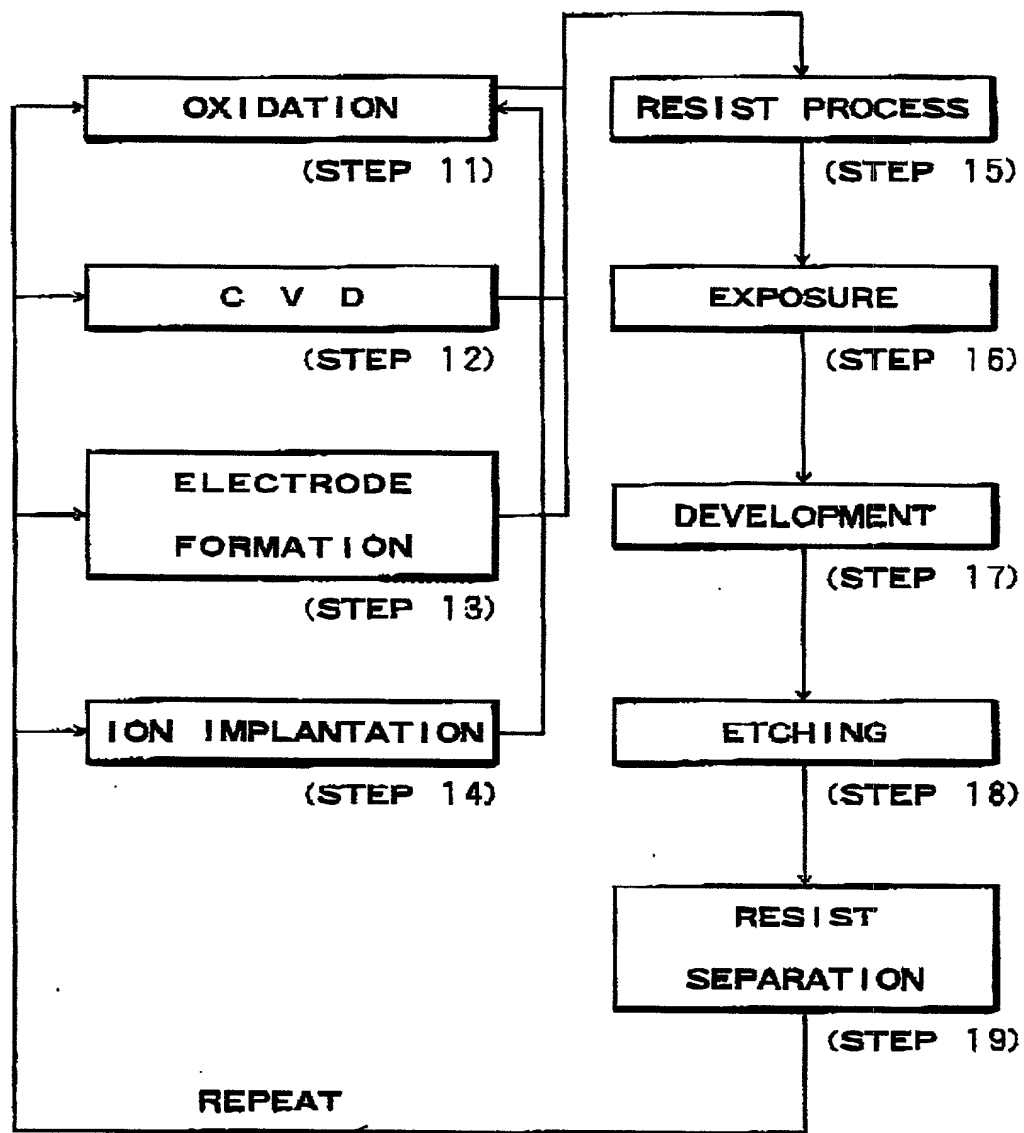 OXIDATION
(STEP 11)
C V D
(STEP 12)
ELECTRODE
FORMATION
(STEP 13)
ION IMPLANTATION
(STEP 14)
RESIST PROCESS
(STEP 15)
EXPOSURE
(STEP 16)
DEVELOPMENT
(STEP 17)
ETCHING
(STEP 18)
RESIST
SEPARATION
(STEP 19)
REPEAT